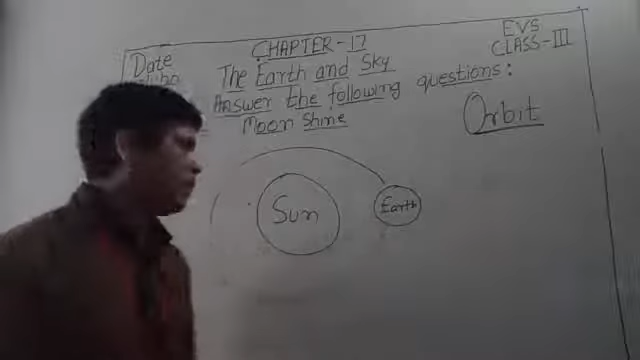 EVS
CLASS-III
CHAPTER-17
Date
The Earth and Sky
Answer the following questions:
Moon Shine
Orbit
Sun
Earth